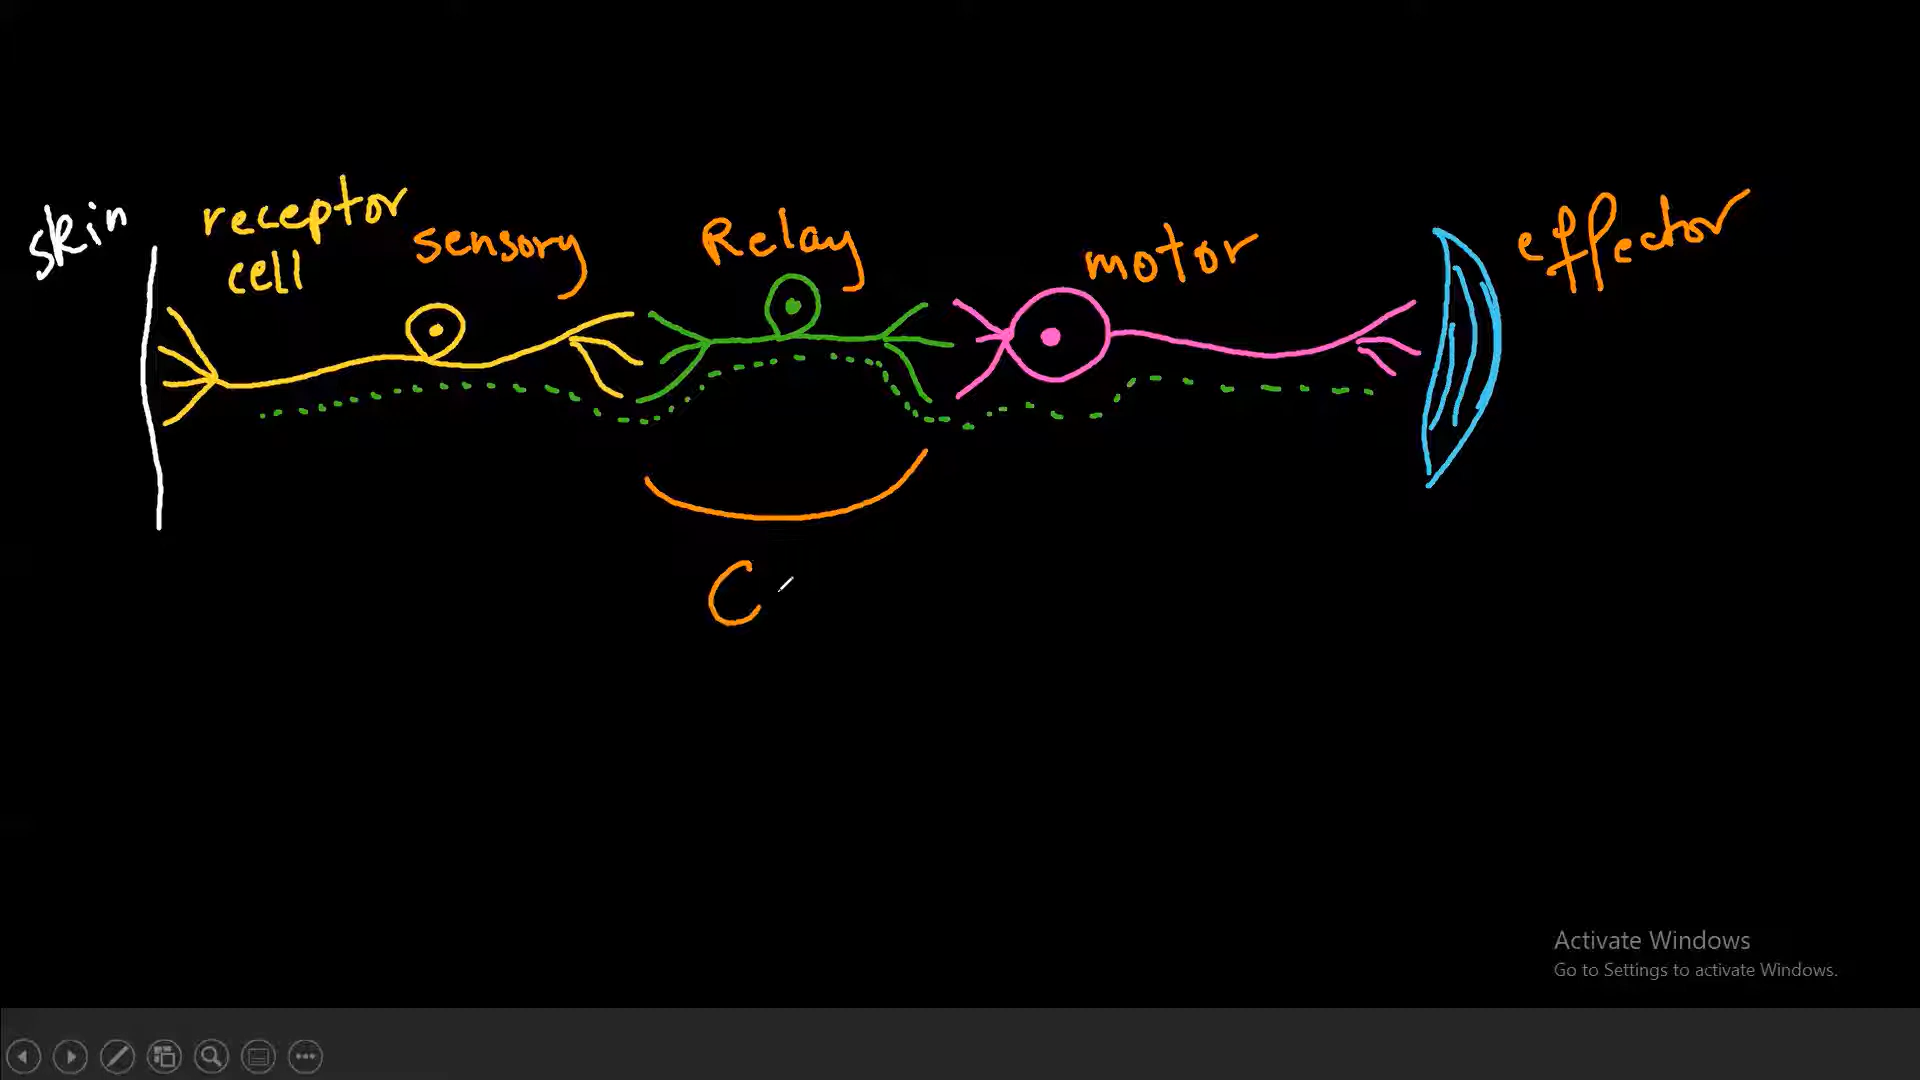 skin
receptor
cell
sensory
Relay
motor
effector
C
Activate Windows
Go to Settings to activate Windows.